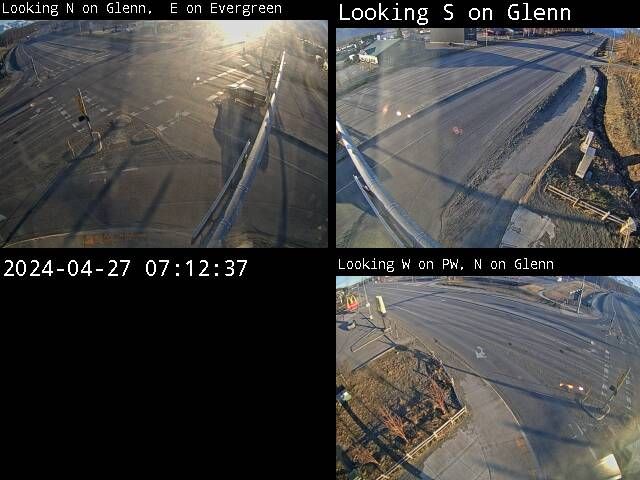 Looking N on Glenn,  E on Evergreen
Looking S on Glenn
2024-04-27 07:12:37
Looking W on PW, N on Glenn